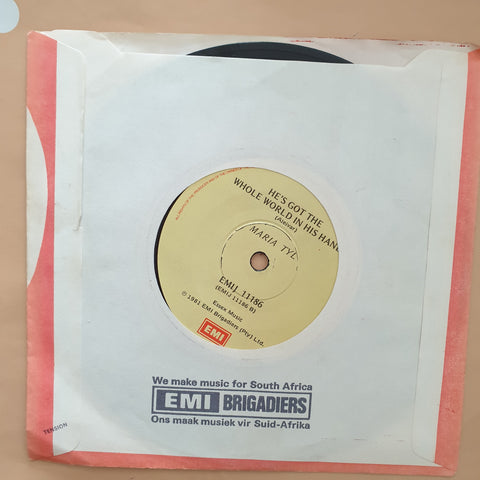 HE'S GOT THE
WHOLE WORLD IN HIS HAND
MARIA TYL
EMIJ 11186
(EMIJ 11186 B)
Essex Music
℗ 1981 EMI Brigadiers (Pty) Ltd.
EMI
We make music for South Africa
EMI BRIGADIERS
Ons maak musiek vir Suid-Afrika
TENSION